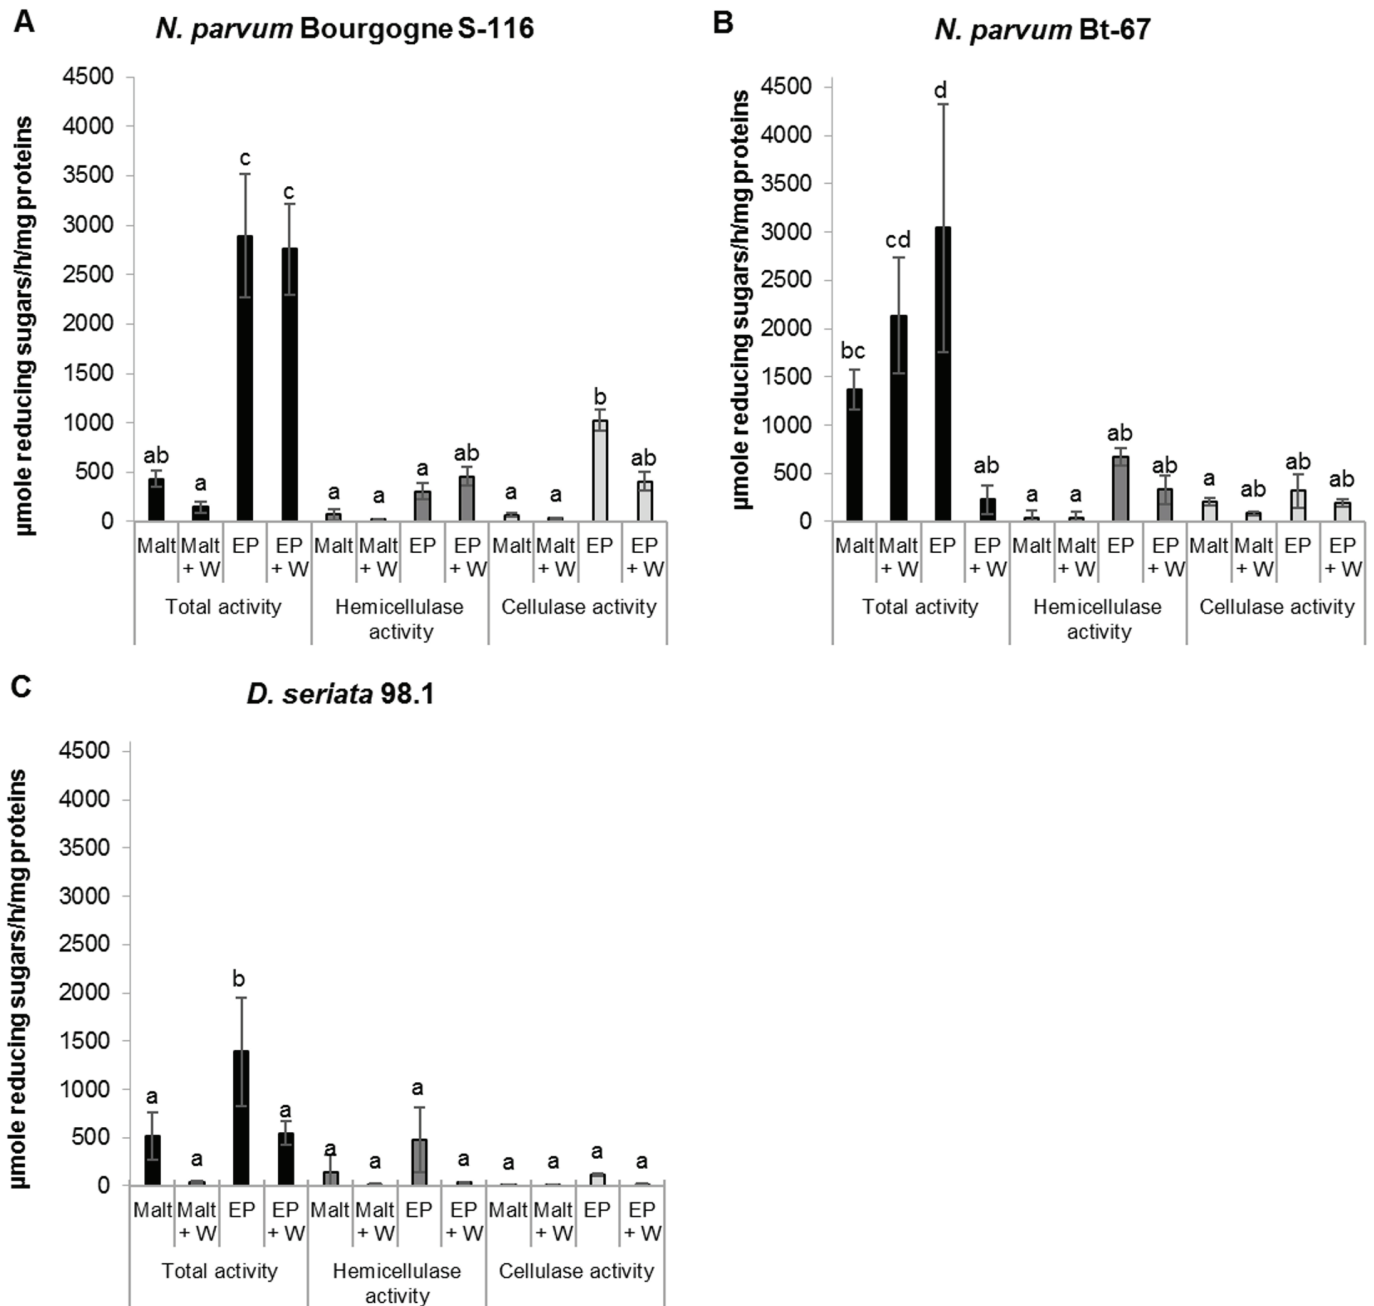 A
N. parvum Bourgogne S-116
µmole reducing sugars/h/mg proteins
4500
4000
3500
3000
2500
2000
1500
1000
500
0
ab
a
c
c
a
a
a
ab
a
a
b
ab
Malt
Malt + W
EP
EP + W
Malt
Malt + W
EP
EP + W
Malt
Malt + W
EP
EP + W
Total activity
Hemicellulase
activity
Cellulase activity
B
N. parvum Bt-67
µmole reducing sugars/h/mg proteins
4500
4000
3500
3000
2500
2000
1500
1000
500
0
bc
cd
d
ab
a
a
ab
ab
a
ab
ab
ab
Malt
Malt + W
EP
EP + W
Malt
Malt + W
EP
EP + W
Malt
Malt + W
EP
EP + W
Total activity
Hemicellulase
activity
Cellulase activity
C
D. seriata 98.1
µmole reducing sugars/h/mg proteins
4500
4000
3500
3000
2500
2000
1500
1000
500
0
a
a
b
a
a
a
a
a
a
a
a
a
Malt
Malt + W
EP
EP + W
Malt
Malt + W
EP
EP + W
Malt
Malt + W
EP
EP + W
Total activity
Hemicellulase
activity
Cellulase activity